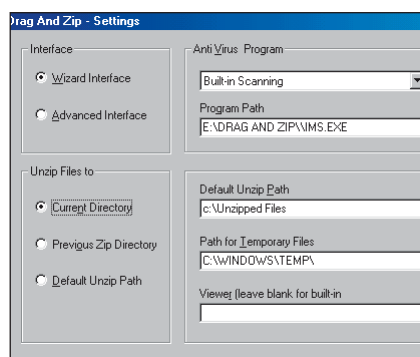 Drag And Zip - Settings
Interface
Wizard Interface
Advanced Interface
Anti Virus Program
Built-in Scanning
Program Path
E:\DRAG AND ZIP\\IMS.EXE
Unzip Files to
Current Directory
Previous Zip Directory
Default Unzip Path
Default Unzip Path
c:\Unzipped Files
Path for Temporary Files
C:\WINDOWS\TEMP\
Viewer (leave blank for built-in